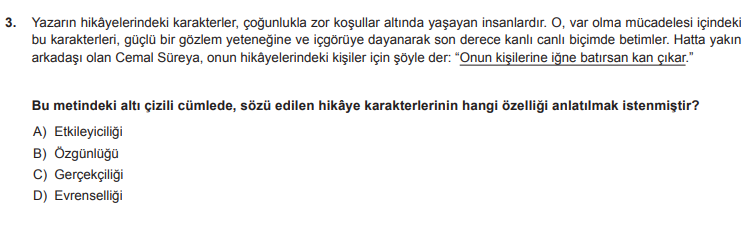 3. Yazarın hikâyelerindeki karakterler, çoğunlukla zor koşullar altında yaşayan insanlardır. O, var olma mücadelesi içindeki
bu karakterleri, güçlü bir gözlem yeteneğine ve içgörüye dayanarak son derece kanlı canlı biçimde betimler. Hatta yakın
arkadaşı olan Cemal Süreya, onun hikâyelerindeki kişiler için şöyle der: “Onun kişilerine iğne batırsan kan çıkar.”
Bu metindeki altı çizili cümlede, sözü edilen hikâye karakterlerinin hangi özelliği anlatılmak istenmiştir?
A) Etkileyiciliği
B) Özgünlüğü
C) Gerçekçiliği
D) Evrenselliği